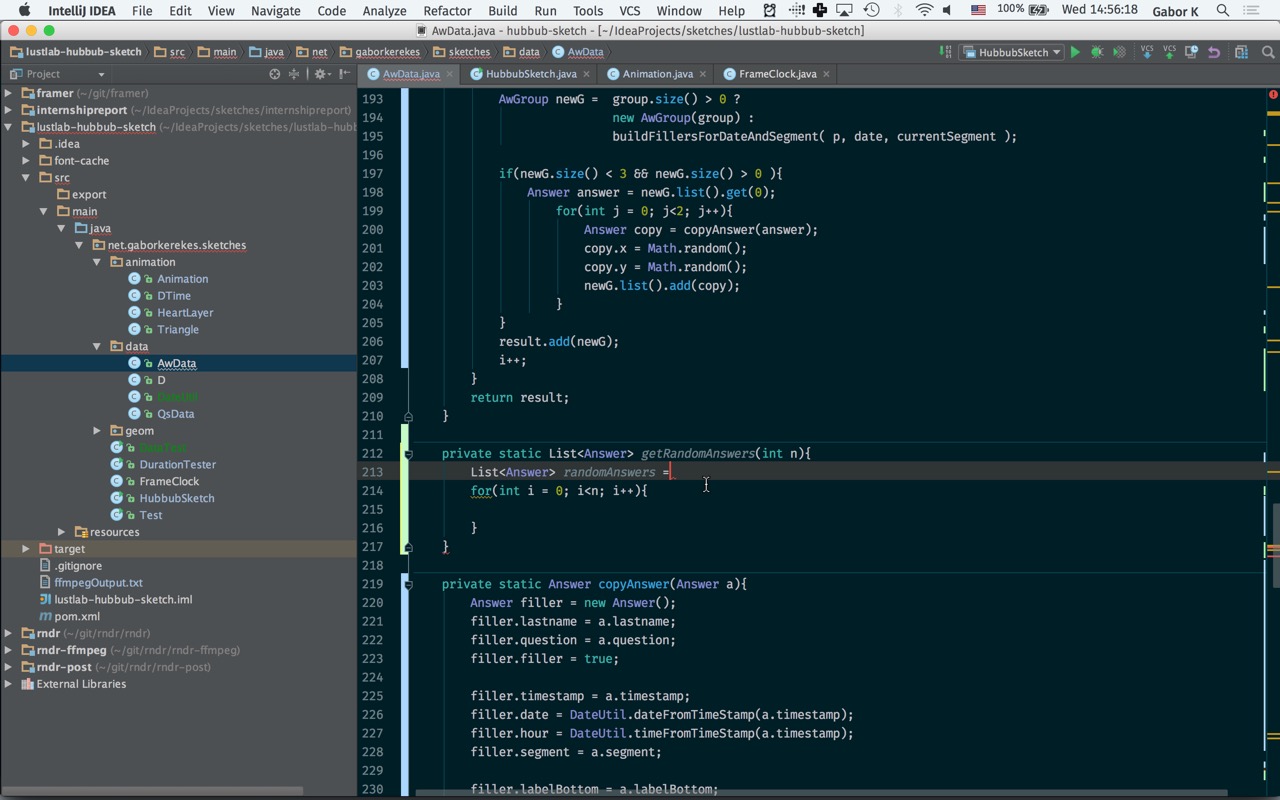 IntelliJ IDEA File Edit View Navigate Code Analyze Refactor Build Run Tools VCS Window Help 100% Wed 14:56:18 Gabor K
AwData.java - hubbub-sketch - [~/IdeaProjects/sketches/lustlab-hubbub-sketch]
lustlab-hubbub-sketch src main java net gaborkerekes sketches data AwData HubbubSketch VCS VCS
Project AwData.java HubbubSketch.java Animation.java FrameClock.java
framer (~/git/framer)
internshipreport (~/IdeaProjects/sketches/internshipreport)
lustlab-hubbub-sketch (~/IdeaProjects/sketches/lustlab-hubb
.idea
font-cache
src
export
main
java
net.gaborkerekes.sketches
animation
Animation
DTime
HeartLayer
Triangle
data
AwData
D
QsData
geom
DurationTester
FrameClock
HubbubSketch
Test
resources
target
.gitignore
ffmpegOutput.txt
lustlab-hubbub-sketch.iml
pom.xml
rndr (~/git/rndr/rndr)
rndr-ffmpeg (~/git/rndr/rndr-ffmpeg)
rndr-post (~/git/rndr/rndr-post)
External Libraries
193 AwGroup newG = group.size() > 0 ?
194 new AwGroup(group) :
195 buildFillersForDateAndSegment( p, date, currentSegment );
196
197 if(newG.size() < 3 && newG.size() > 0 ){
198 Answer answer = newG.list().get(0);
199 for(int j = 0; j<2; j++){
200 Answer copy = copyAnswer(answer);
201 copy.x = Math.random();
202 copy.y = Math.random();
203 newG.list().add(copy);
204 }
205 }
206 result.add(newG);
207 i++;
208 }
209 return result;
210 }
211
212 private static List<Answer> getRandomAnswers(int n){
213 List<Answer> randomAnswers =
214 for(int i = 0; i<n; i++){
215
216 }
217 }
218
219 private static Answer copyAnswer(Answer a){
220 Answer filler = new Answer();
221 filler.lastname = a.lastname;
222 filler.question = a.question;
223 filler.filler = true;
224
225 filler.timestamp = a.timestamp;
226 filler.date = DateUtil.dateFromTimeStamp(a.timestamp);
227 filler.hour = DateUtil.timeFromTimeStamp(a.timestamp);
228 filler.segment = a.segment;
229
230 filler.labelBottom = a.labelBottom;